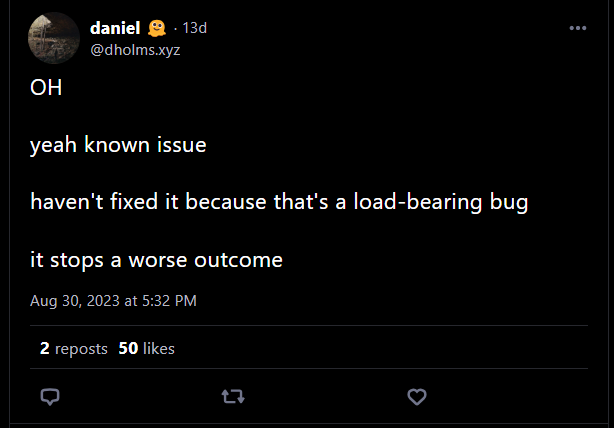 daniel 🤗 · 13d
@dholms.xyz
OH
yeah known issue
haven't fixed it because that's a load-bearing bug
it stops a worse outcome
Aug 30, 2023 at 5:32 PM
2 reposts 50 likes